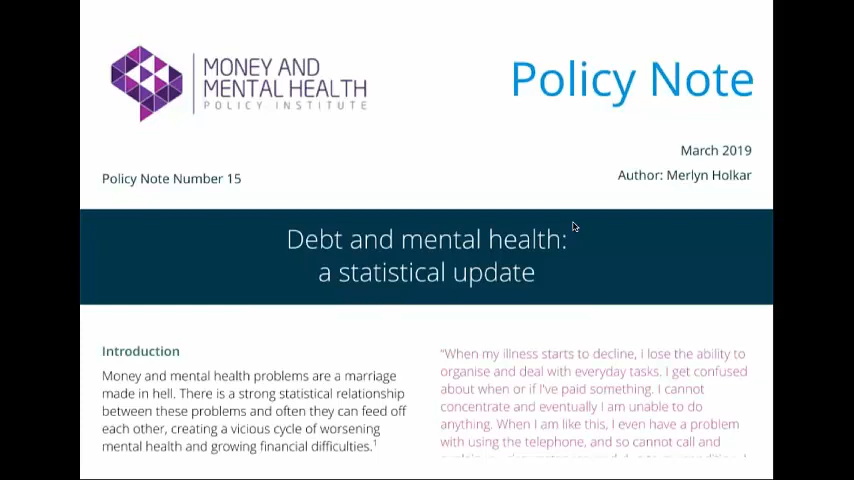 MONEY AND
MENTAL HEALTH
POLICY INSTITUTE
Policy Note
March 2019
Author: Merlyn Holkar
Policy Note Number 15
Debt and mental health:
a statistical update
Introduction
Money and mental health problems are a marriage
made in hell. There is a strong statistical relationship
between these problems and often they can feed off
each other, creating a vicious cycle of worsening
mental health and growing financial difficulties.1
"When my illness starts to decline, I lose the ability to
organise and deal with everyday tasks. I get confused
about when or if I've paid something. I cannot
concentrate and eventually I am unable to do
anything. When I am like this, I even have a problem
with using the telephone, and so cannot call and